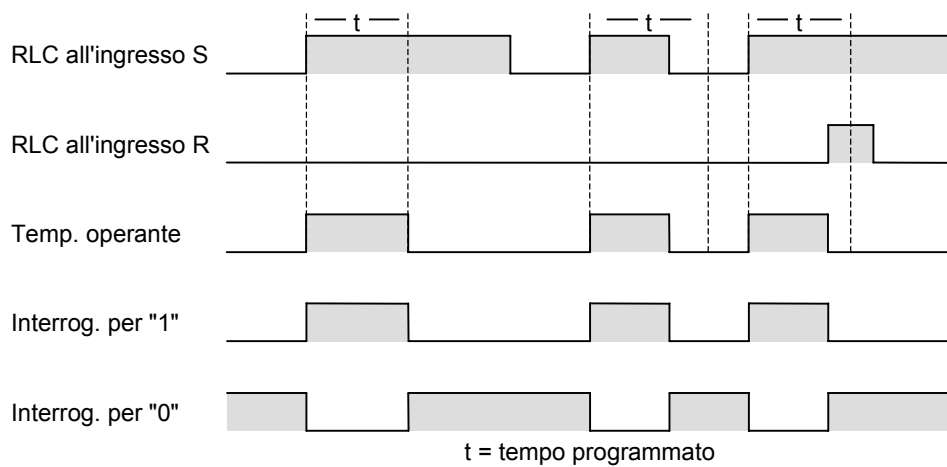 t t t
RLC all'ingresso S
RLC all'ingresso R
Temp. operante
Interrog. per "1"
Interrog. per "0"
t = tempo programmato